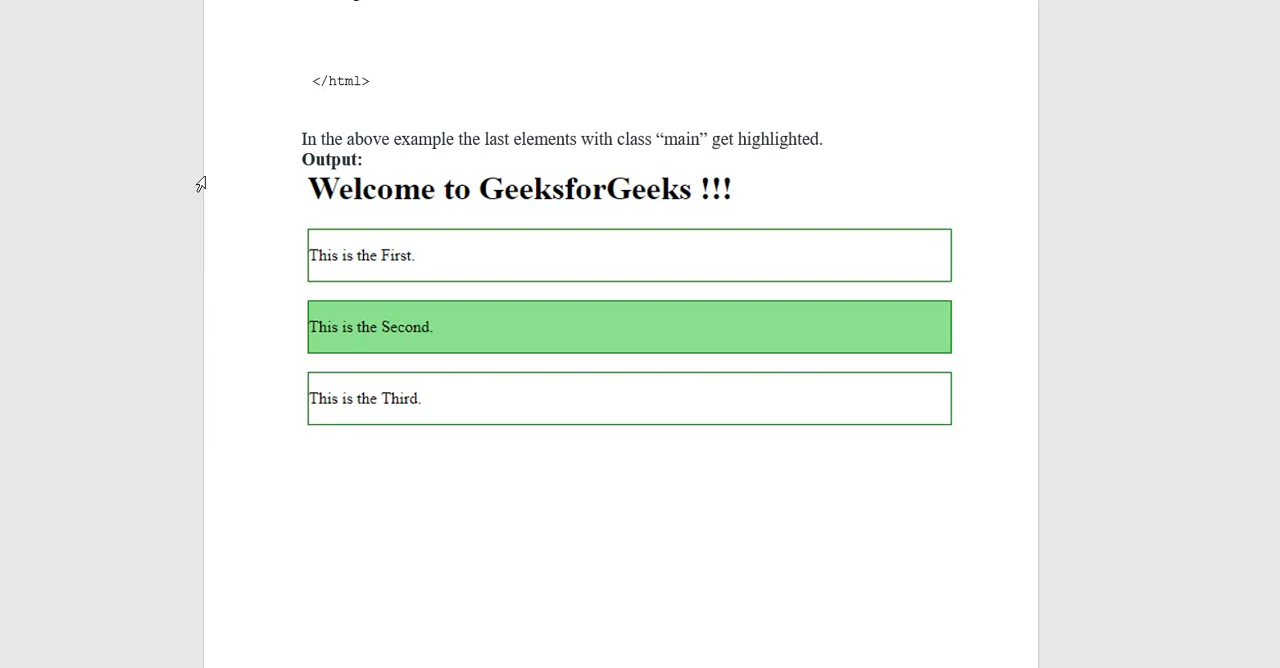 </html>
In the above example the last elements with class “main” get highlighted.
Output:
Welcome to GeeksforGeeks !!!
This is the First.
This is the Second.
This is the Third.